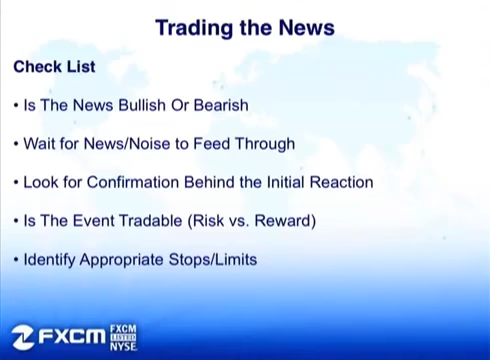 Trading the News
Check List
• Is The News Bullish Or Bearish
• Wait for News/Noise to Feed Through
• Look for Confirmation Behind the Initial Reaction
• Is The Event Tradable (Risk vs. Reward)
• Identify Appropriate Stops/Limits
FXCM
FXCM
LISTED
NYSE